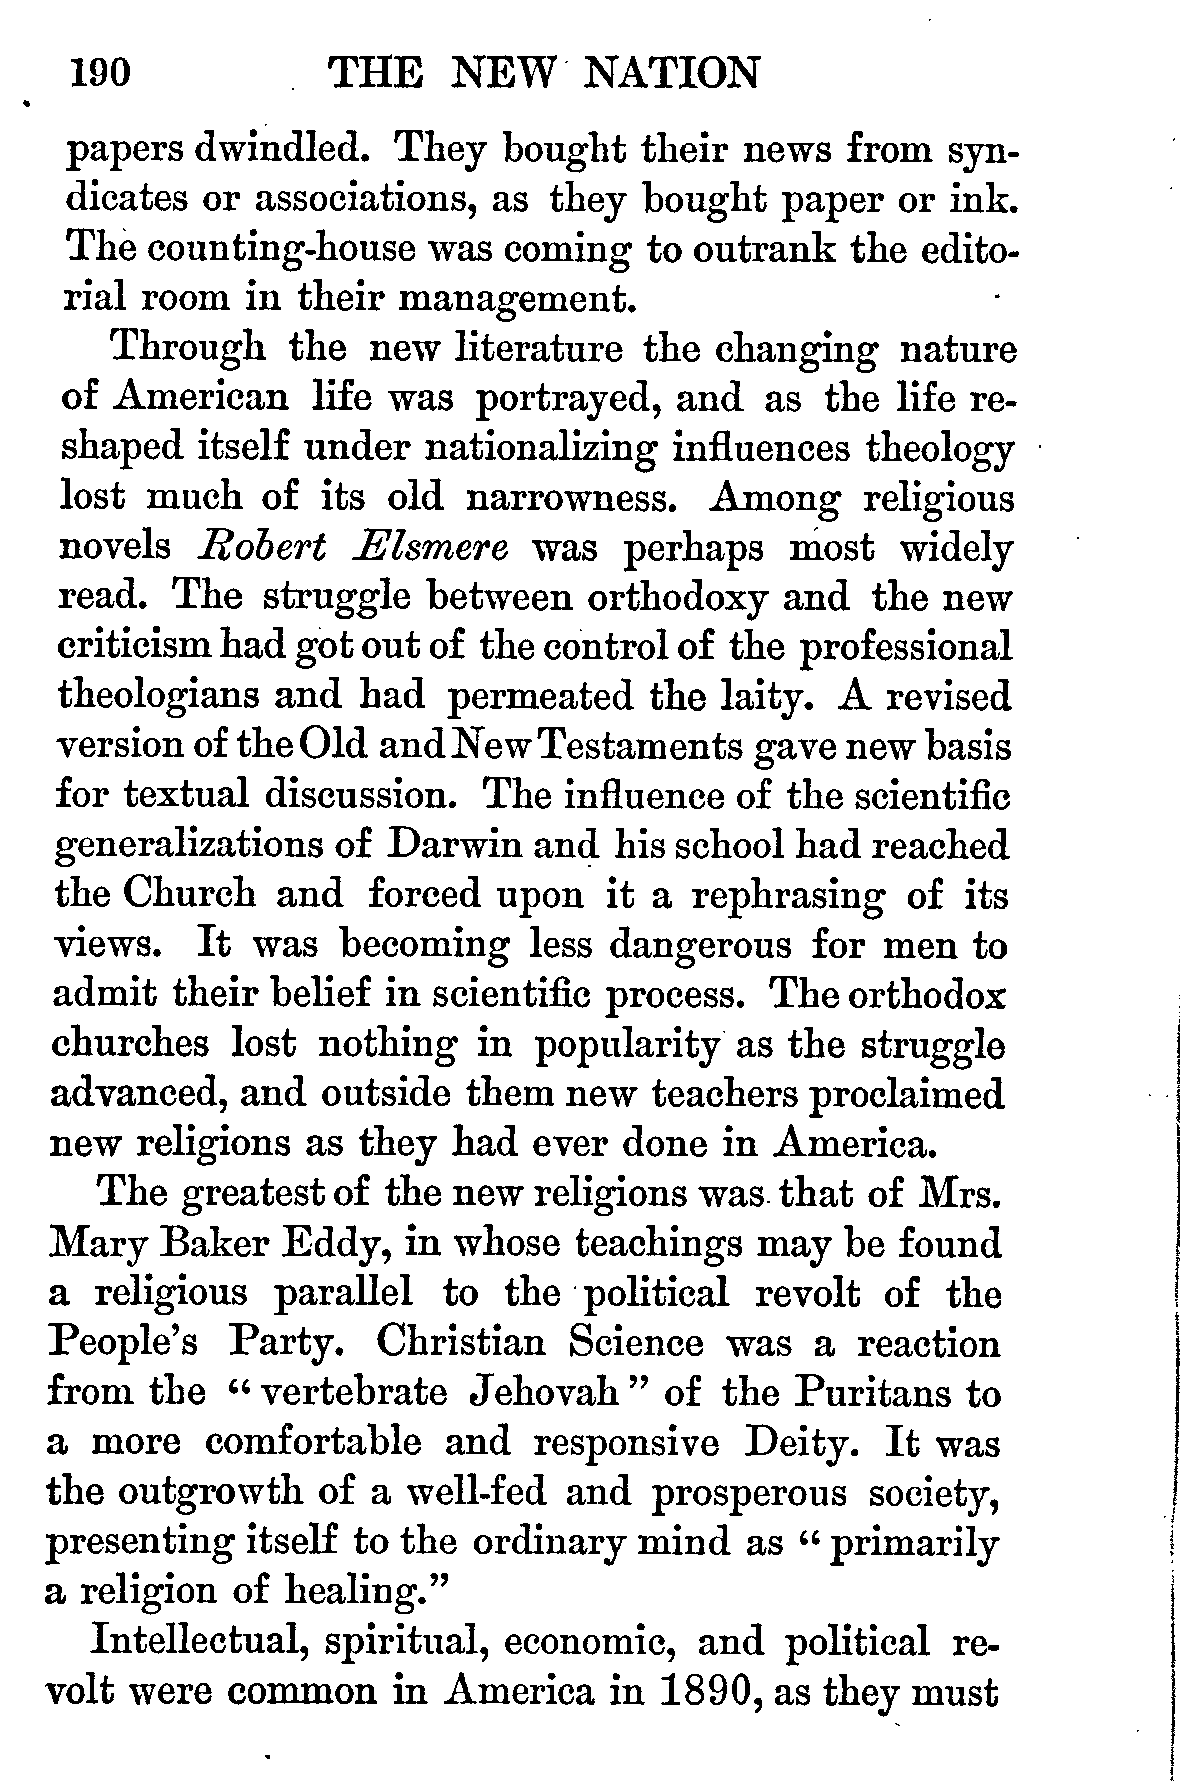 190 THE NEW NATION
papers dwindled. They bought their news from syn-
dicates or associations, as they bought paper or ink.
The counting-house was coming to outrank the edito-
rial room in their management.
Through the new literature the changing nature
of American life was portrayed, and as the life re-
shaped itself under nationalizing influences theology
lost much of its old narrowness. Among religious
novels Robert Elsmere was perhaps most widely
read. The struggle between orthodoxy and the new
criticism had got out of the control of the professional
theologians and had permeated the laity. A revised
version of the Old and New Testaments gave new basis
for textual discussion. The influence of the scientific
generalizations of Darwin and his school had reached
the Church and forced upon it a rephrasing of its
views. It was becoming less dangerous for men to
admit their belief in scientific process. The orthodox
churches lost nothing in popularity as the struggle
advanced, and outside them new teachers proclaimed
new religions as they had ever done in America.
The greatest of the new religions was that of Mrs.
Mary Baker Eddy, in whose teachings may be found
a religious parallel to the political revolt of the
People's Party. Christian Science was a reaction
from the " vertebrate Jehovah " of the Puritans to
a more comfortable and responsive Deity. It was
the outgrowth of a well-fed and prosperous society,
presenting itself to the ordinary mind as " primarily
a religion of healing."
Intellectual, spiritual, economic, and political re-
volt were common in America in 1890, as they must